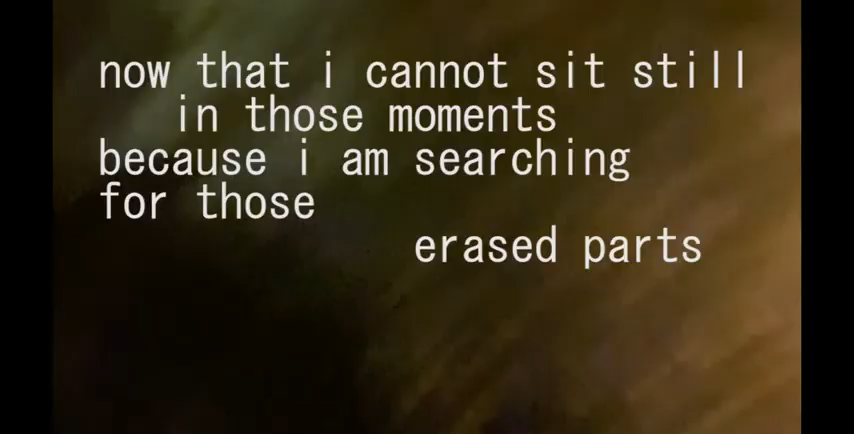 now that i cannot sit still
in those moments
because i am searching
for those
erased parts